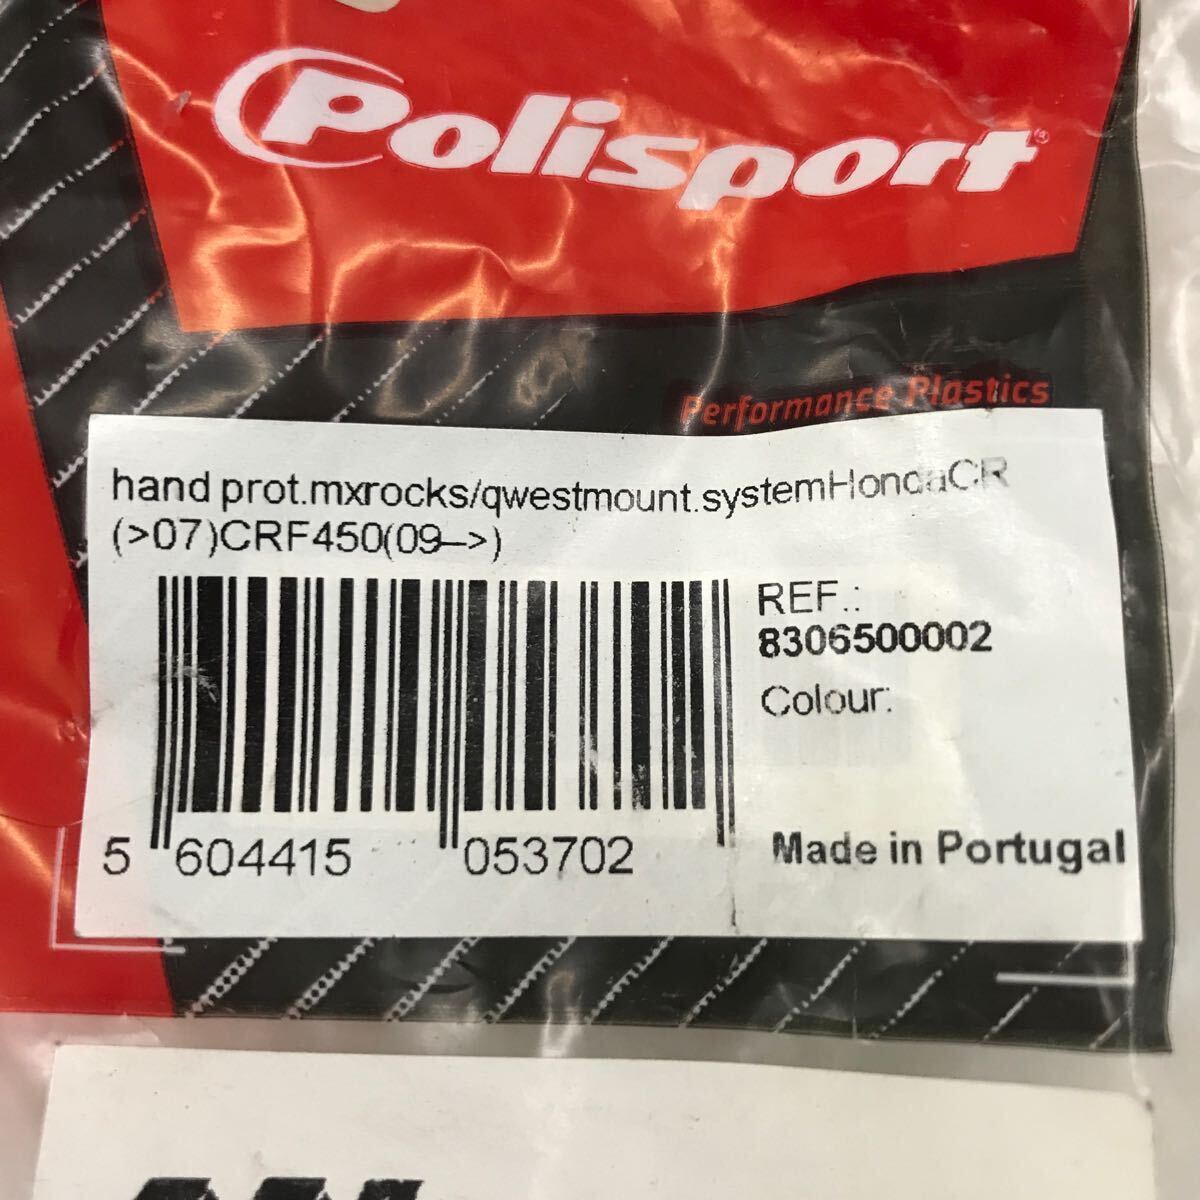 Polisport®
Performance Plastics
hand prot.mxrocks/qwestmount.systemHondaCR
(>07)CRF450(09-->)
REF.:
8306500002
Colour:
5 604415 053702
Made in Portugal